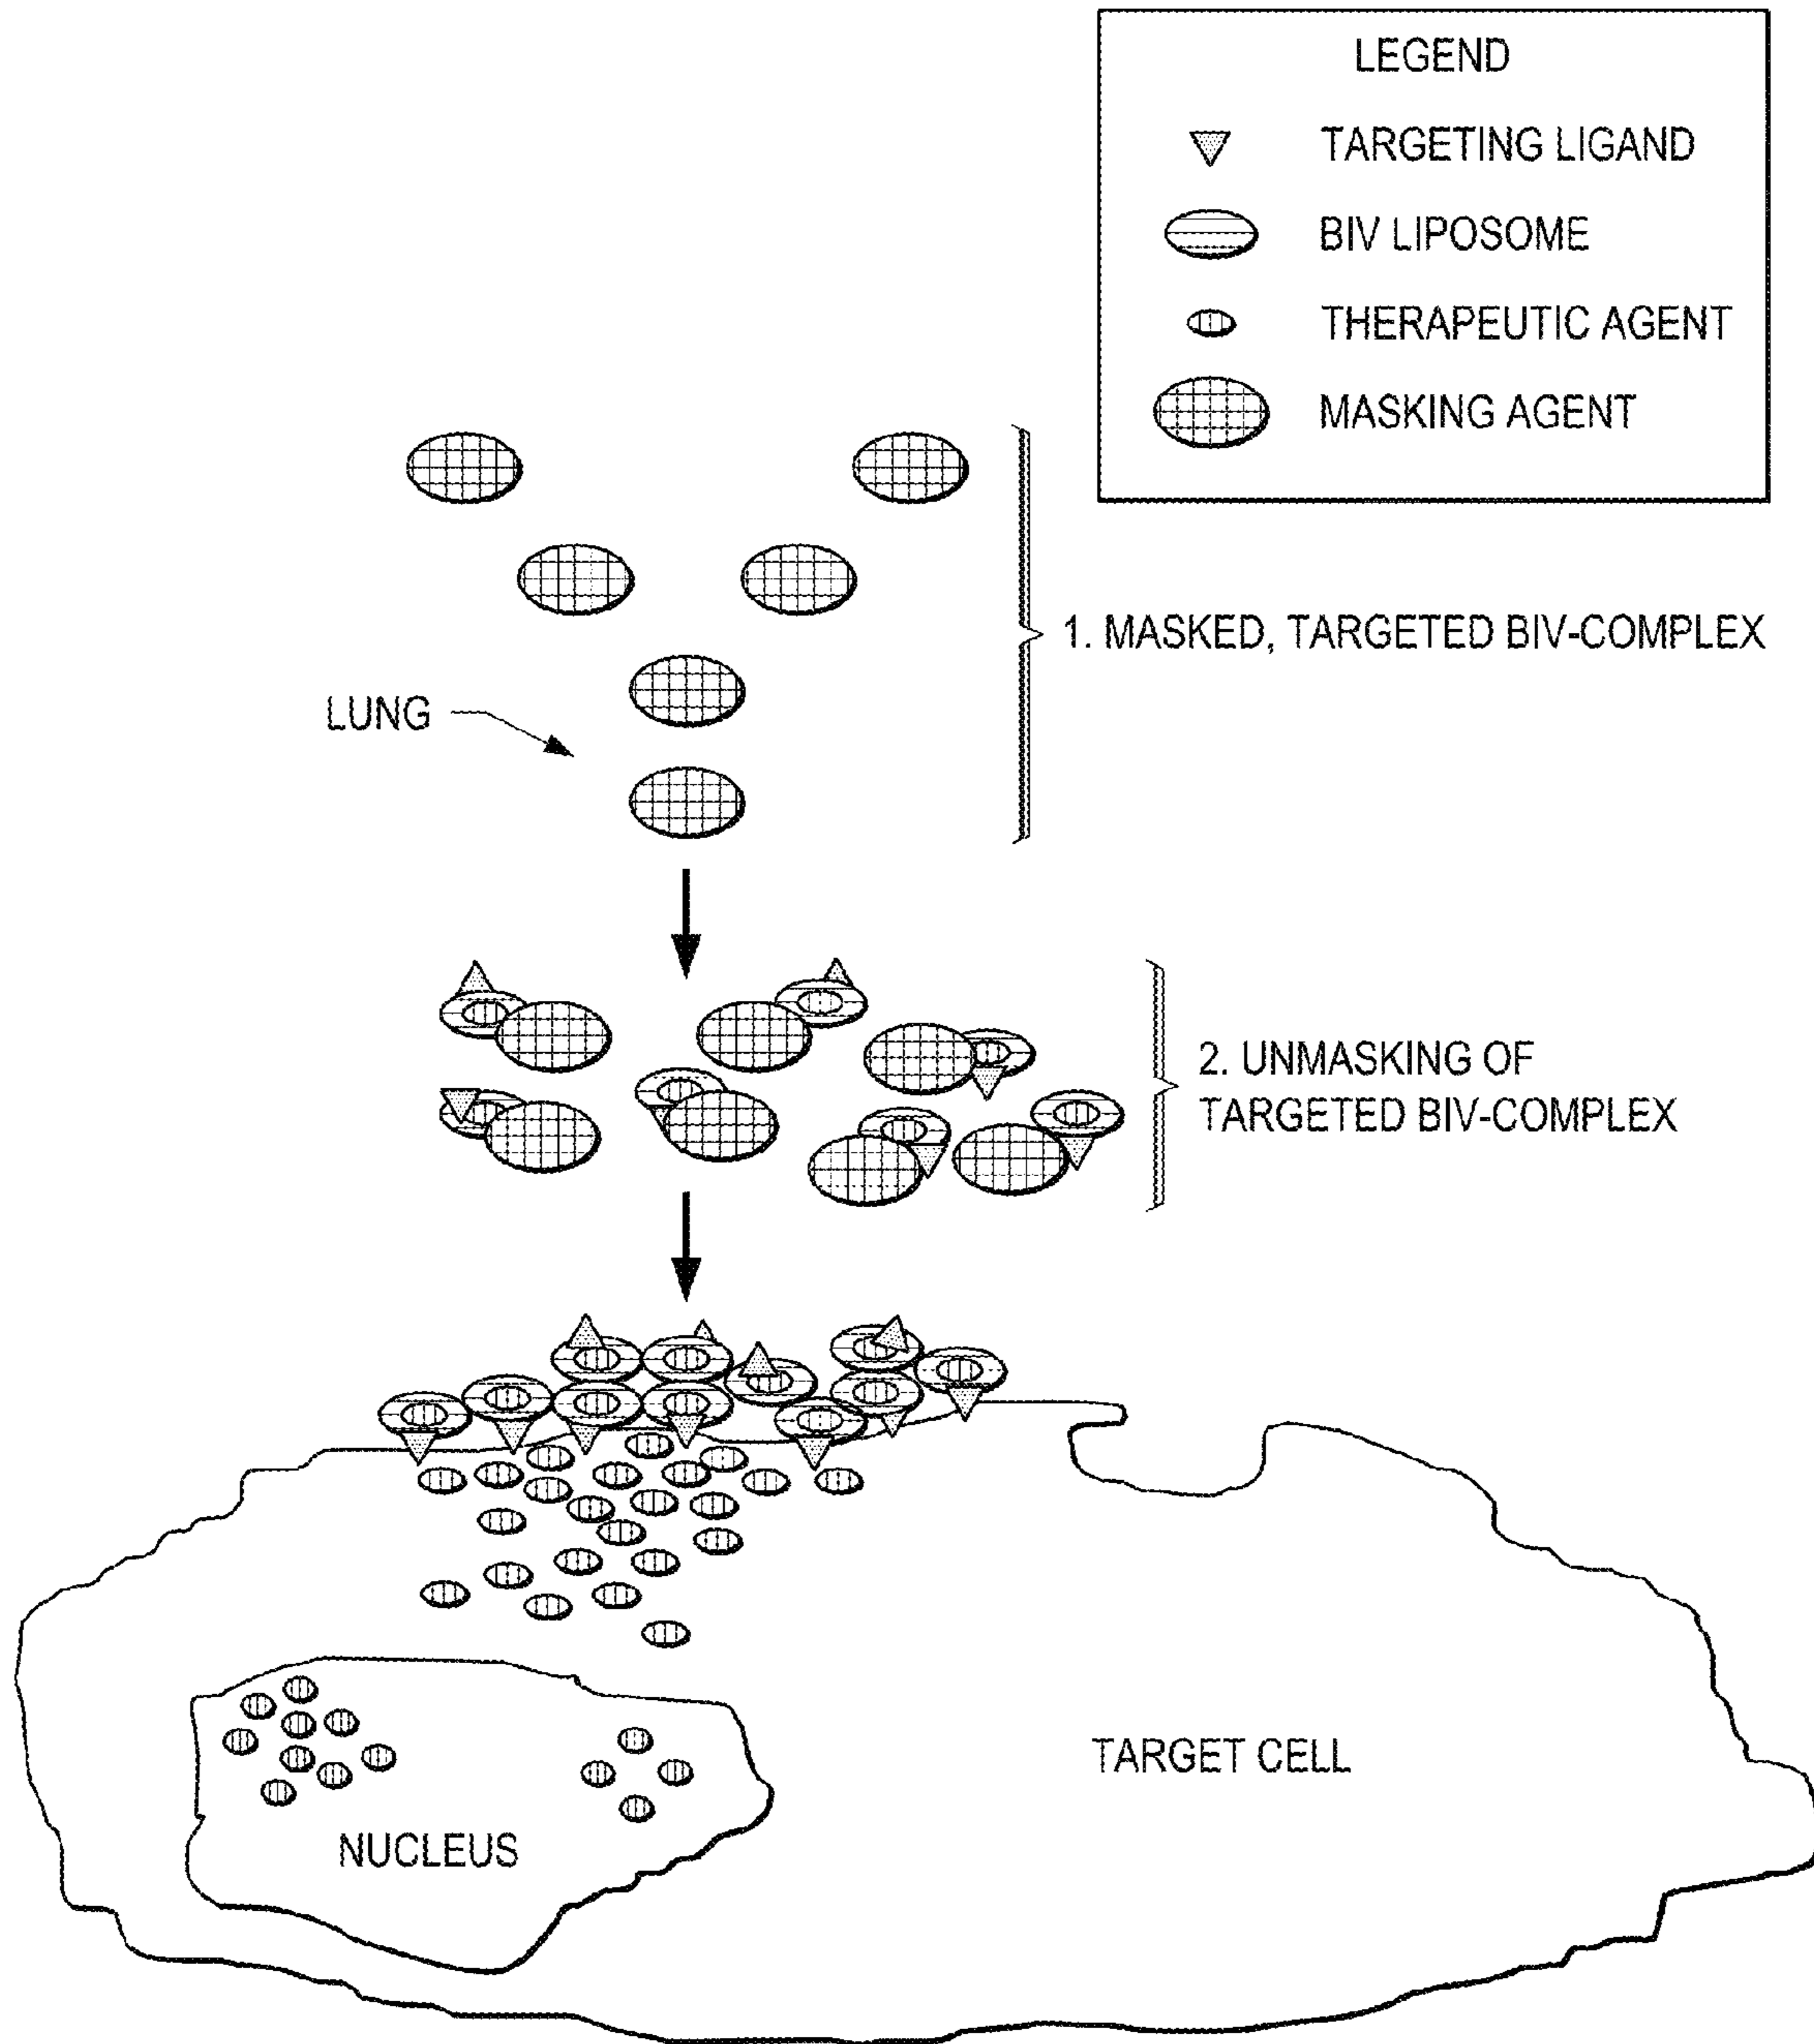 LEGEND
TARGETING LIGAND
BIV LIPOSOME
THERAPEUTIC AGENT
MASKING AGENT
1. MASKED, TARGETED BIV-COMPLEX
LUNG
2. UNMASKING OF
TARGETED BIV-COMPLEX
TARGET CELL
NUCLEUS